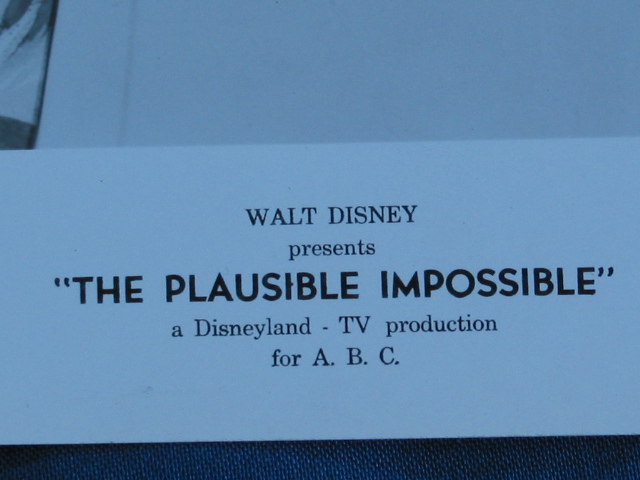 WALT DISNEY
presents
"THE PLAUSIBLE IMPOSSIBLE"
a Disneyland - TV production
for A. B. C.